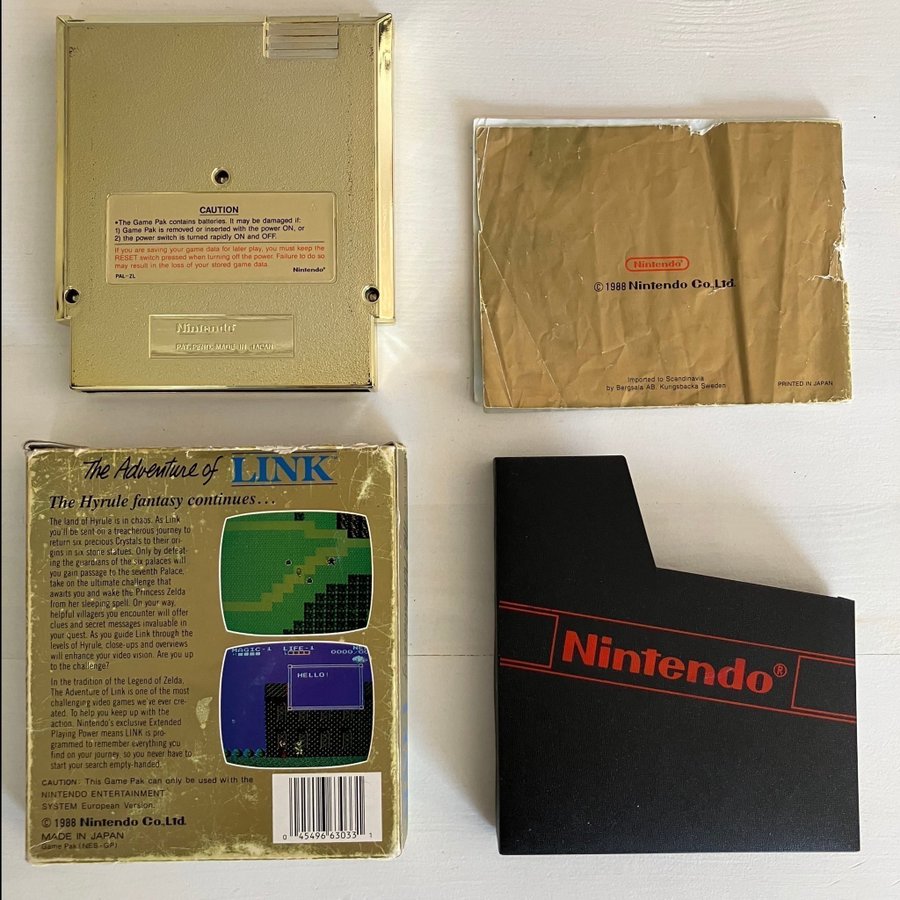 CAUTION
•The Game Pak contains batteries. It may be damaged if:
1) Game Pak is removed or inserted with the power ON, or
2) the power switch is turned rapidly ON and OFF.
If you are saving your game data for later play, you must keep the
RESET switch pressed when turning off the power. Failure to do so
may result in the loss of your stored game data.
Nintendo®
PAL-ZL
Nintendo®
PAT. PEND. MADE IN JAPAN
Nintendo®
© 1988 Nintendo Co.,Ltd.
Imported to Scandinavia
by Bergsala AB, Kungsbacka Sweden
PRINTED IN JAPAN
The Adventure of LINK™
The Hyrule fantasy continues...
The land of Hyrule is in chaos. As Link
you'll be sent on a treacherous journey to
return six precious Crystals to their ori-
gins in six stone statues. Only by defeat-
ing the guardians of the six palaces will
you gain passage to the seventh Palace,
take on the ultimate challenge that
awaits you and wake the Princess Zelda
from her sleeping spell. On your way,
helpful villagers you encounter will offer
clues and secret messages invaluable in
your quest. As you guide Link through the
levels of Hyrule, close-ups and overviews
will enhance your video vision. Are you up
to the challenge?
In the tradition of the Legend of Zelda,
The Adventure of Link is one of the most
challenging video games we've ever cre-
ated. To help you keep up with the
action, Nintendo's exclusive Extended
Playing Power means LINK is pro-
grammed to remember everything you
find on your journey, so you never have to
start your search empty-handed.
MAGIC-1 LIFE-1
HELLO!
CAUTION: This Game Pak can only be used with the
NINTENDO ENTERTAINMENT
SYSTEM European Version.
© 1988 Nintendo Co.,Ltd.
MADE IN JAPAN
Game Pak (NES-GP)
0 45496 63033 1
Nintendo®